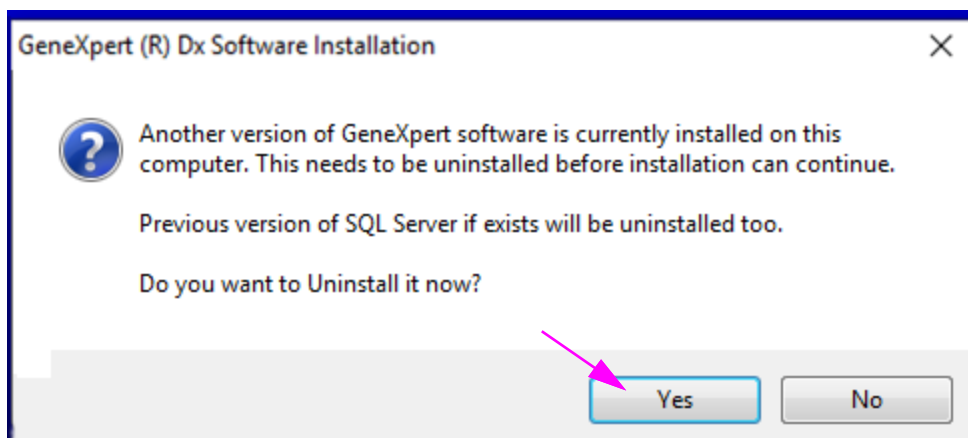 GeneXpert (R) Dx Software Installation
Another version of GeneXpert software is currently installed on this
computer. This needs to be uninstalled before installation can continue.
Previous version of SQL Server if exists will be uninstalled too.
Do you want to Uninstall it now?
Yes
No